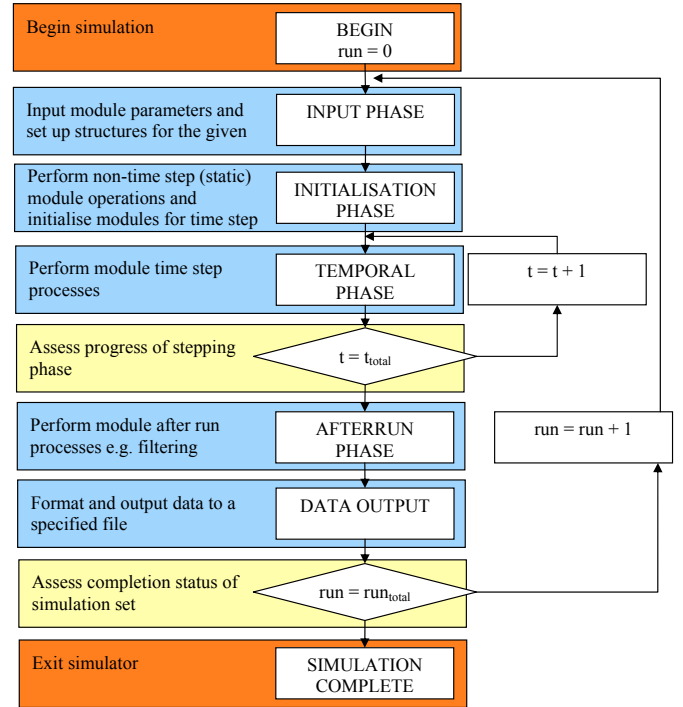 Begin simulation
BEGIN
run = 0
Input module parameters and
set up structures for the given
INPUT PHASE
Perform non-time step (static)
module operations and
initialise modules for time step
INITIALISATION
PHASE
Perform module time step
processes
TEMPORAL
PHASE
t = t + 1
Assess progress of stepping
phase
t = ttotal
Perform module after run
processes e.g. filtering
AFTERRUN
PHASE
run = run + 1
Format and output data to a
specified file
DATA OUTPUT
Assess completion status of
simulation set
run = runtotal
Exit simulator
SIMULATION
COMPLETE